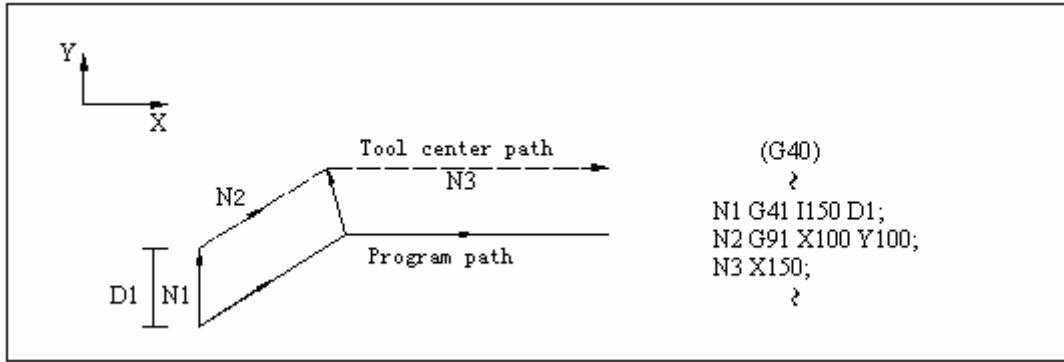 Y
X
Tool center path
N3
N2
Program path
D1
N1
(G40)
~
N1 G41 I150 D1;
N2 G91 X100 Y100;
N3 X150;
~